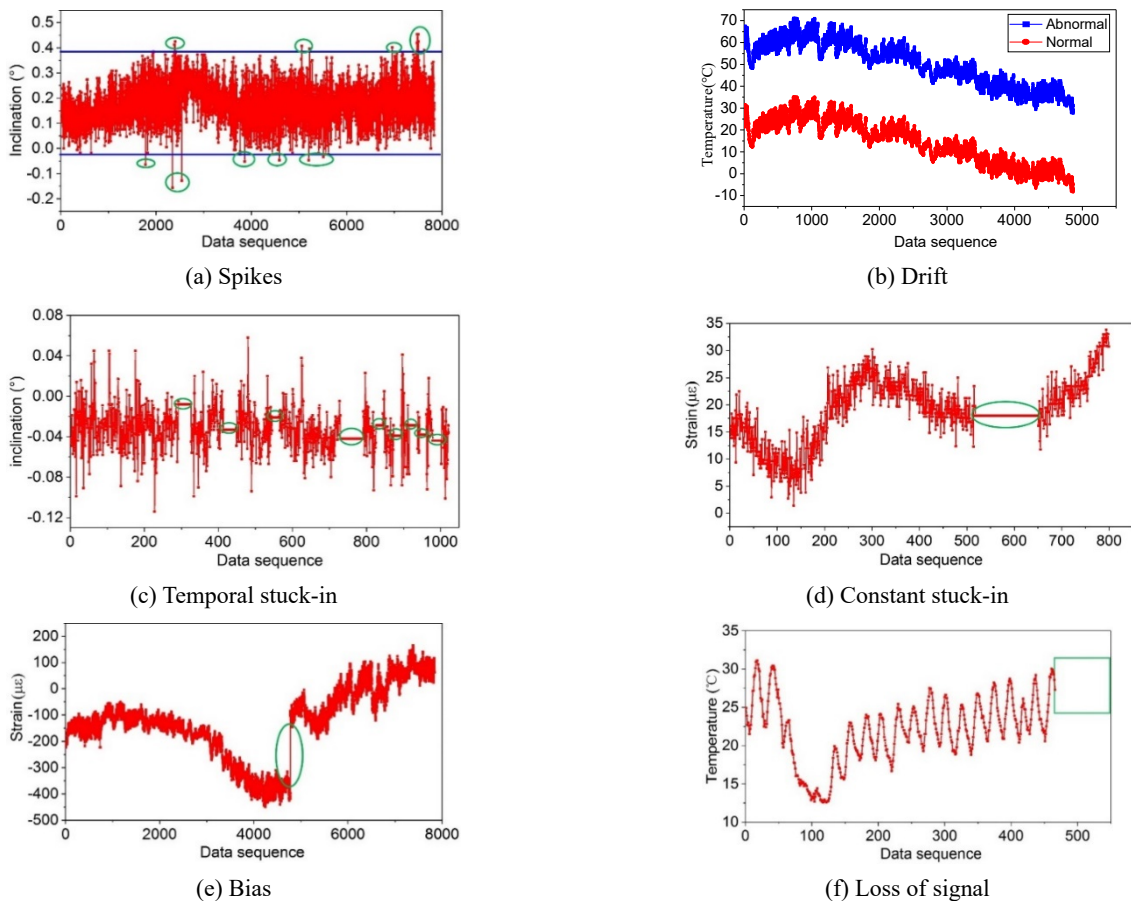 0.5
0.4
0.3
0.2
0.1
0.0
-0.1
-0.2
Inclination (°)
0 2000 4000 6000 8000
Data sequence
(a) Spikes
80
70
60
50
40
30
20
10
0
-10
Temperature(°C)
Abnormal
Normal
0 1000 2000 3000 4000 5000
Data sequence
(b) Drift
0.08
0.04
0.00
-0.04
-0.08
-0.12
inclination (°)
0 200 400 600 800 1000
Data sequence
(c) Temporal stuck-in
35
30
25
20
15
10
5
0
Strain(με)
0 100 200 300 400 500 600 700 800
Data sequence
(d) Constant stuck-in
200
100
0
-100
-200
-300
-400
-500
Strain(με)
0 2000 4000 6000 8000
Data sequence
(e) Bias
35
30
25
20
15
10
Temperature (℃)
0 100 200 300 400 500
Data sequence
(f) Loss of signal